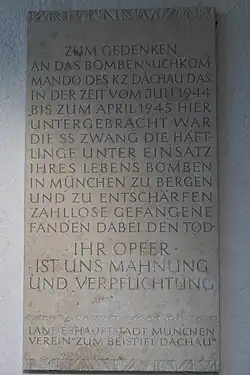 ZUM GEDENKEN
AN DAS BOMBENSUCHKOM-
MANDO DES KZ DACHAU DAS
IN DER ZEIT VOM JULI 1944
BIS ZUM APRIL 1945 HIER
UNTERGEBRACHT WAR
DIE SS ZWANG DIE HÄFT-
LINGE UNTER EINSATZ
IHRES LEBENS BOMBEN
IN MÜNCHEN ZU BERGEN
UND ZU ENTSCHÄRFEN
ZAHLLOSE GEFANGENE
FANDEN DABEI DEN TOD
· IHR OPFER ·
IST UNS MAHNUNG
UND VERPFLICHTUNG
LANDESHAUPTSTADT MÜNCHEN
VEREIN "ZUM BEISPIEL DACHAU"